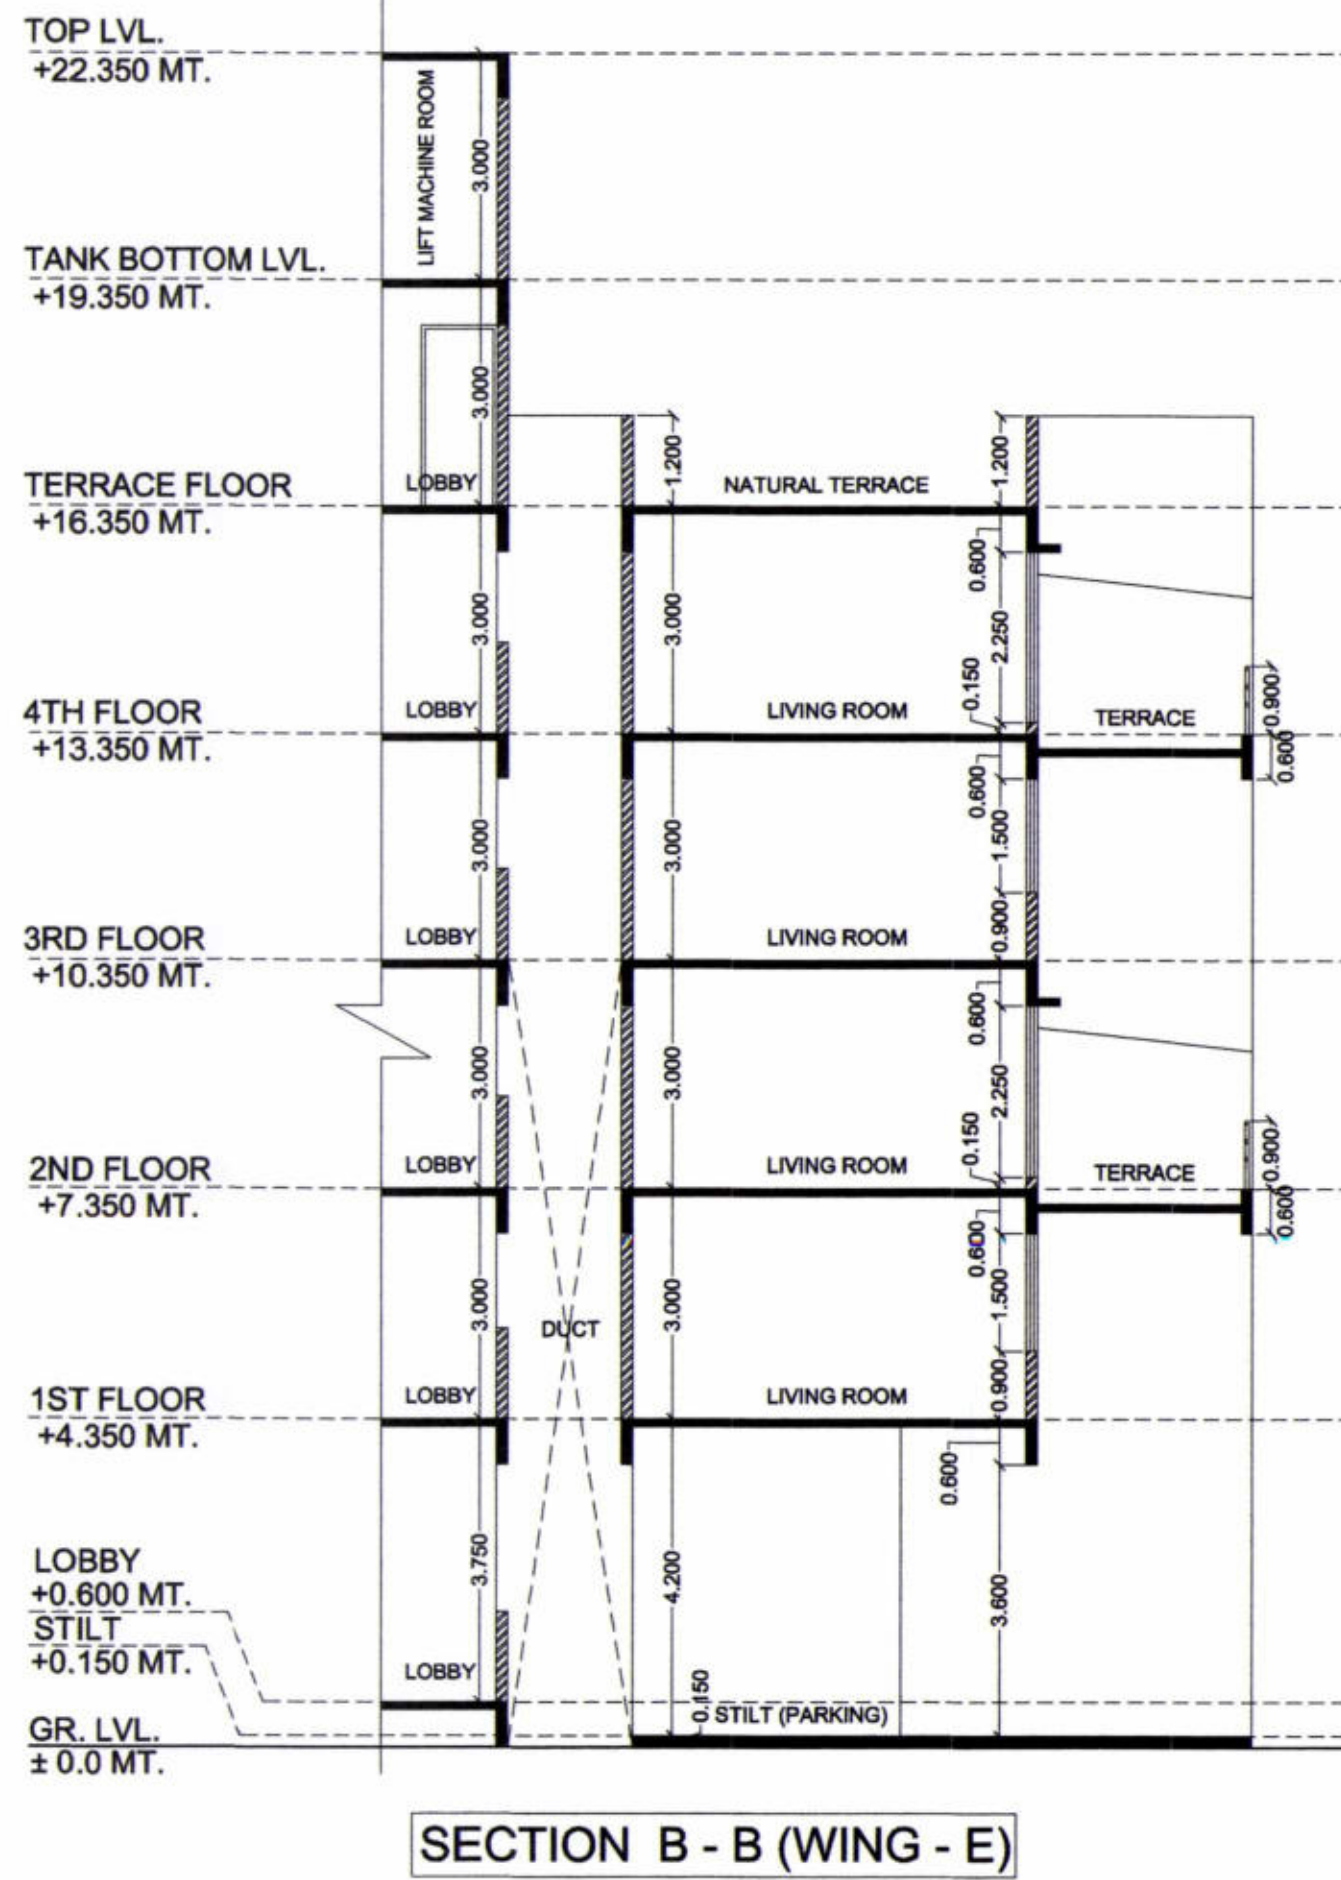 TOP LVL.
+22.350 MT.
LIFT MACHINE ROOM
3.000
TANK BOTTOM LVL.
+19.350 MT.
3.000
1.200
1.200
TERRACE FLOOR
+16.350 MT.
LOBBY
NATURAL TERRACE
0.600
3.000
3.000
2.250
0.150
0.900
4TH FLOOR
+13.350 MT.
LOBBY
LIVING ROOM
TERRACE
0.600
0.600
3.000
3.000
1.500
0.900
3RD FLOOR
+10.350 MT.
LOBBY
LIVING ROOM
0.600
3.000
3.000
2.250
0.150
0.900
2ND FLOOR
+7.350 MT.
LOBBY
LIVING ROOM
TERRACE
0.600
0.600
3.000
3.000
1.500
DUCT
0.900
1ST FLOOR
+4.350 MT.
LOBBY
LIVING ROOM
0.600
3.750
4.200
3.600
LOBBY
+0.600 MT.
STILT
+0.150 MT.
LOBBY
0.150
STILT (PARKING)
GR. LVL.
± 0.0 MT.
SECTION B - B (WING - E)